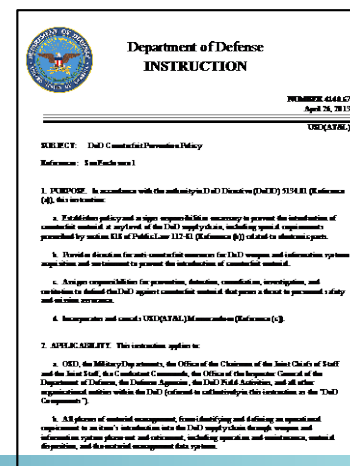 Department of Defense
INSTRUCTION
NUMBER 4140.67
April 26, 2013
USD(AT&L)
SUBJECT: DoD Counterfeit Prevention Policy
References: See Enclosure 1
1. PURPOSE. In accordance with the authority in DoD Directive (DoDD) 5134.01 (Reference
(a)), this instruction:
a. Establishes policy and assigns responsibilities necessary to prevent the introduction of
counterfeit materiel at any level of the DoD supply chain, including special requirements
prescribed by section 818 of Public Law 112-81 (Reference (b)) related to electronic parts.
b. Provides direction for anti-counterfeit measures for DoD weapon and information systems
acquisition and sustainment to prevent the introduction of counterfeit materiel.
c. Assigns responsibilities for prevention, detection, remediation, investigation, and
restitution to defend the DoD against counterfeit materiel that poses a threat to personnel safety
and mission assurance.
d. Incorporates and cancels USD(AT&L) Memorandum (Reference (c)).
2. APPLICABILITY. This instruction applies to:
a. OSD, the Military Departments, the Office of the Chairman of the Joint Chiefs of Staff
and the Joint Staff, the Combatant Commands, the Office of the Inspector General of the
Department of Defense, the Defense Agencies, the DoD Field Activities, and all other
organizational entities within the DoD (referred to collectively in this instruction as the "DoD
Components").
b. All phases of materiel management, from identifying and defining an operational
requirement to an item's introduction into the DoD supply chain through weapon and
information system phase-out and retirement, including operation and maintenance, materiel
disposition, and the materiel management data systems.